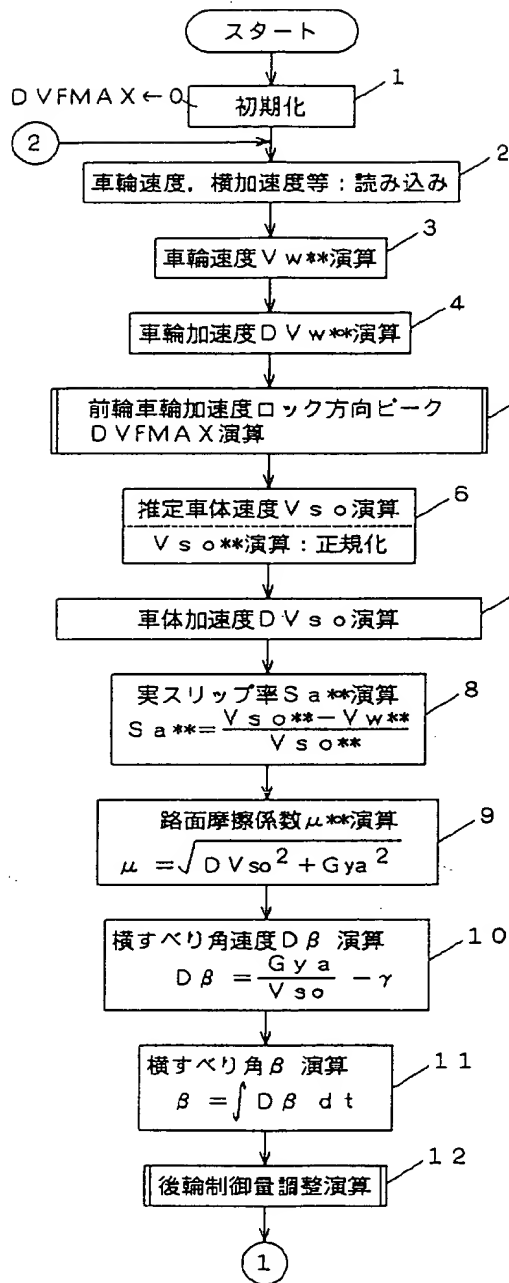 スタート
DVFMAX←0
初期化
1
2
車輪速度，横加速度等：読み込み
2
車輪速度Vw**演算
3
車輪加速度DVw**演算
4
前輪車輪加速度ロック方向ピーク
DVFMAX演算
推定車体速度Vso演算
Vso**演算：正規化
6
車体加速度DVso演算
実スリップ率Sa**演算
Sa**=(Vso**-Vw**)/Vso**
8
路面摩擦係数μ**演算
μ=√(DVso²+Gya²)
9
横すべり角速度Dβ演算
Dβ=Gya/Vso-γ
10
横すべり角β演算
β=∫Dβ dt
11
後輪制御量調整演算
12
1